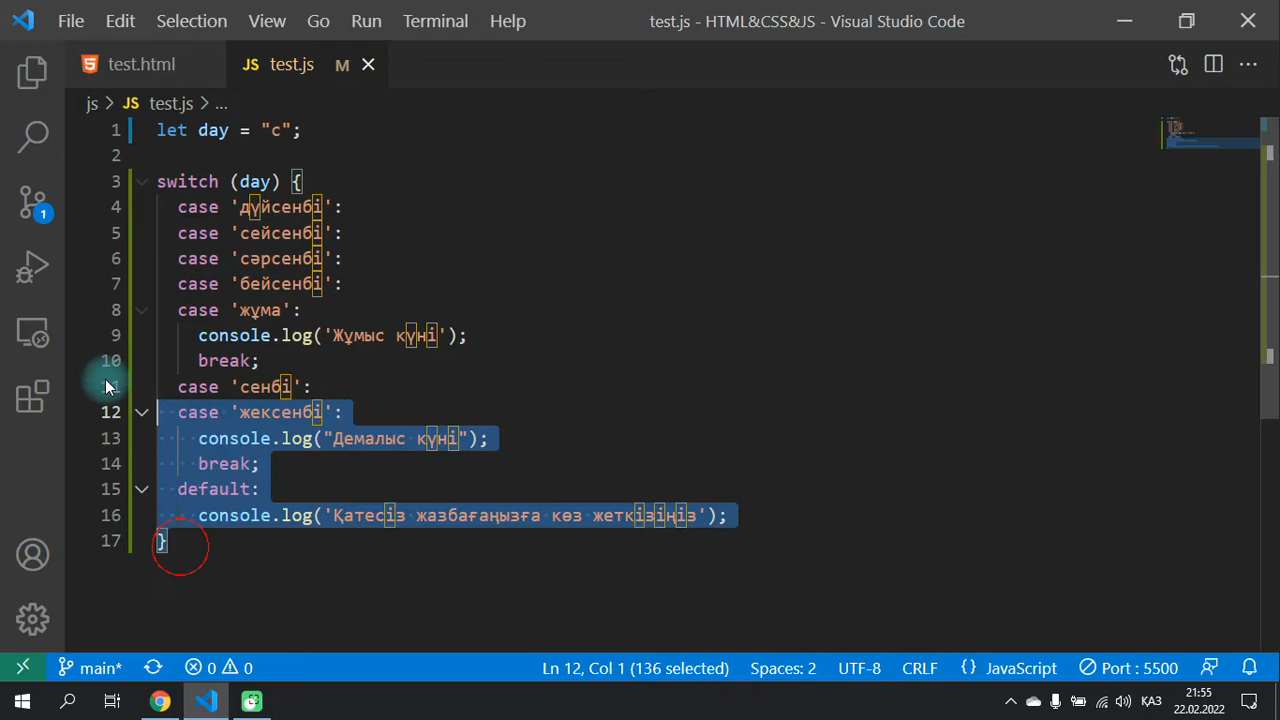 File Edit Selection View Go Run Terminal Help test.js - HTML&CSS&JS - Visual Studio Code
test.html JS test.js M
js > JS test.js > ...
1 let day = "с";
2
3 switch (day) {
4 case 'дүйсенбі':
5 case 'сейсенбі':
6 case 'сәрсенбі':
7 case 'бейсенбі':
8 case 'жұма':
9 console.log('Жұмыс күні');
10 break;
11 case 'сенбі':
12 case 'жексенбі':
13 console.log("Демалыс күні");
14 break;
15 default:
16 console.log('Қатесіз жазбағаңызға көз жеткізіңіз');
17 }
1
main* 0 0 Ln 12, Col 1 (136 selected) Spaces: 2 UTF-8 CRLF {} JavaScript Port : 5500
ҚАЗ 21:55
22.02.2022